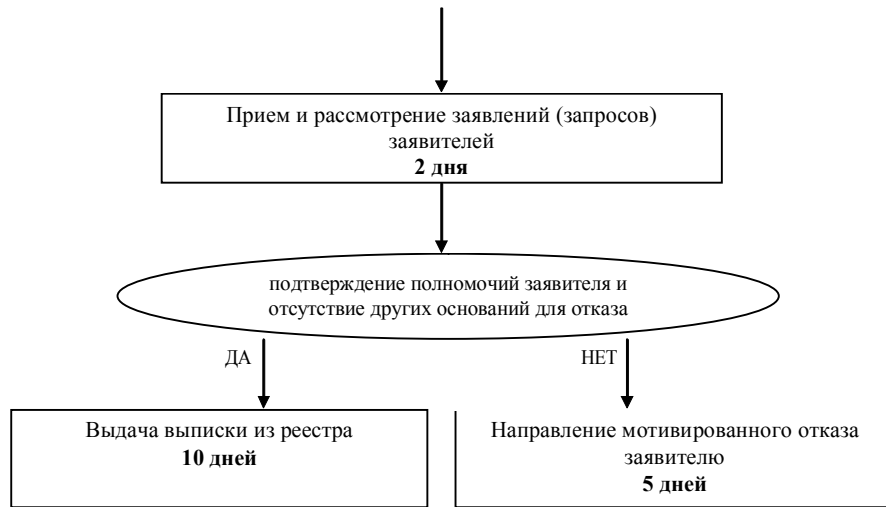 Прием и рассмотрение заявлений (запросов)
заявителей
2 дня
подтверждение полномочий заявителя и
отсутствие других оснований для отказа
ДА
НЕТ
Выдача выписки из реестра
10 дней
Направление мотивированного отказа
заявителю
5 дней